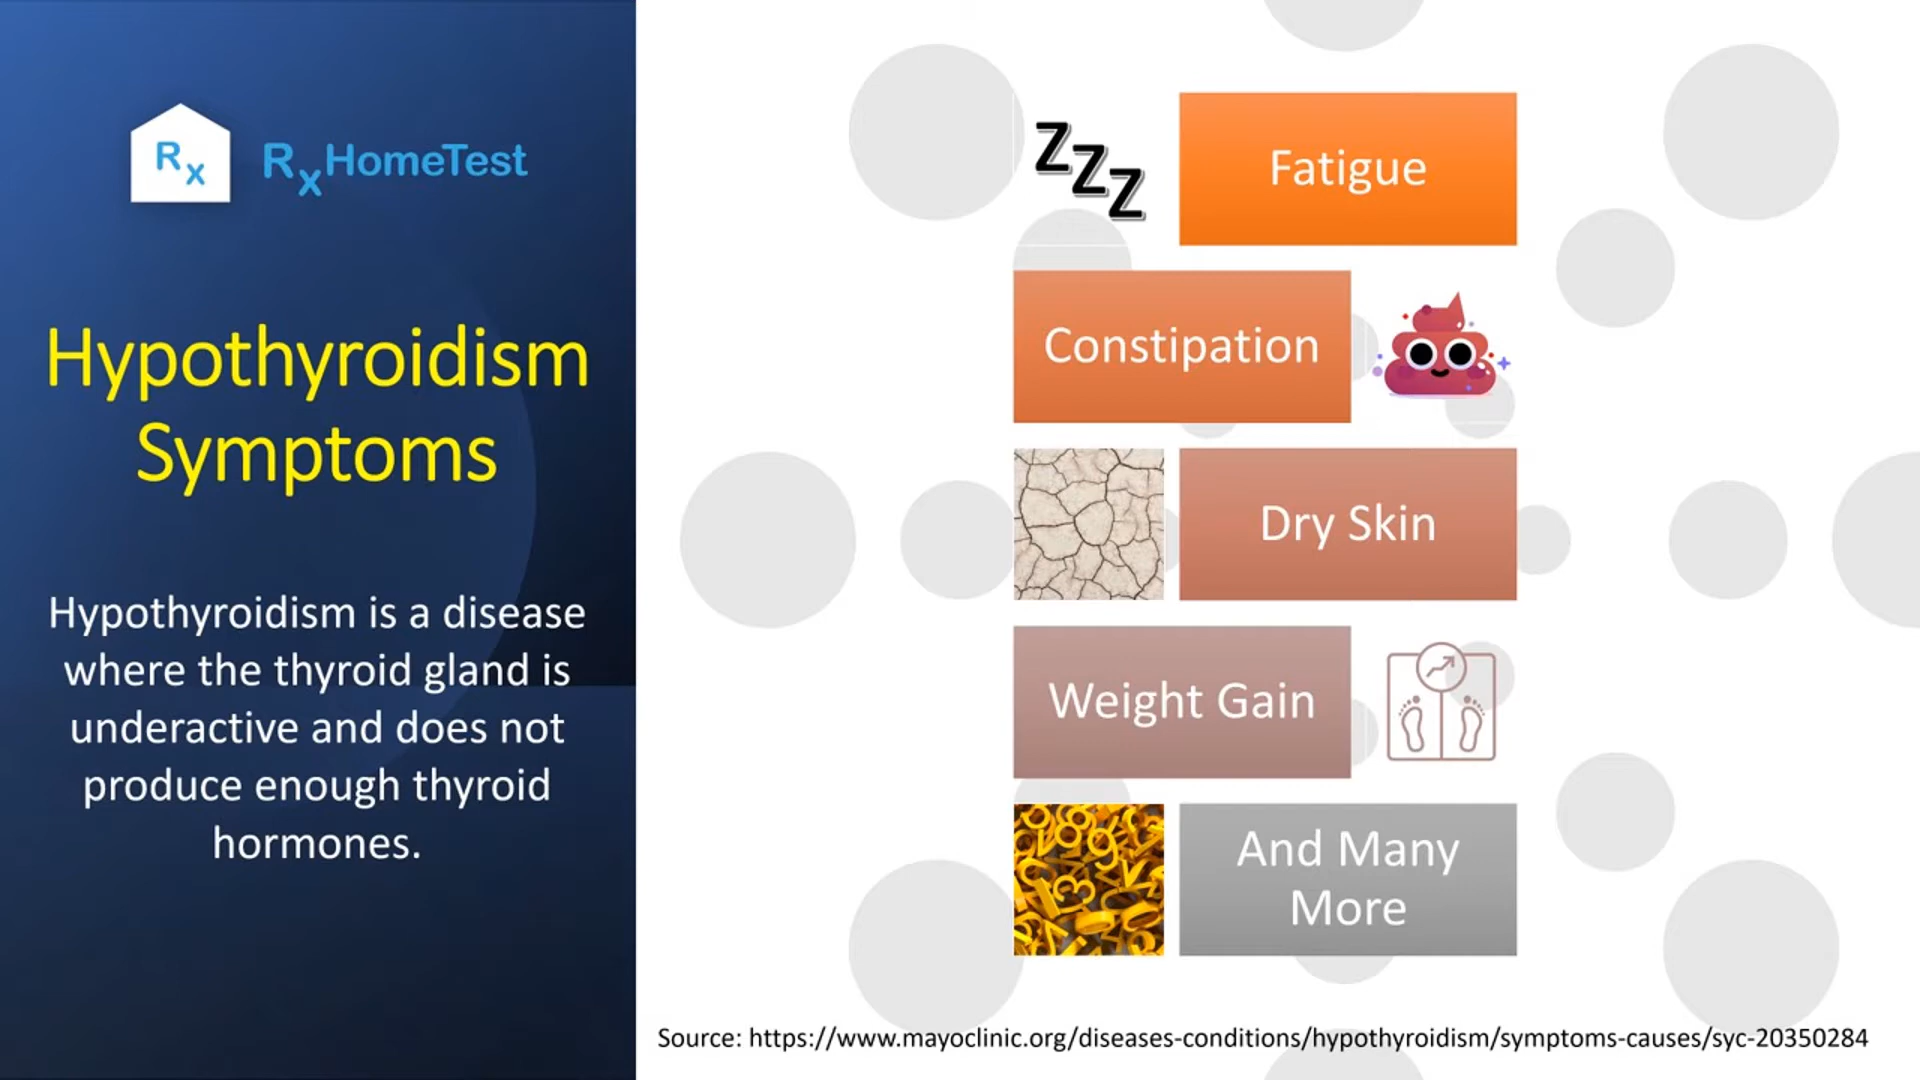 Rx
RxHomeTest
Hypothyroidism
Symptoms
Hypothyroidism is a disease
where the thyroid gland is
underactive and does not
produce enough thyroid
hormones.
ZZZ
Fatigue
Constipation
Dry Skin
Weight Gain
And Many
More
Source: https://www.mayoclinic.org/diseases-conditions/hypothyroidism/symptoms-causes/syc-20350284